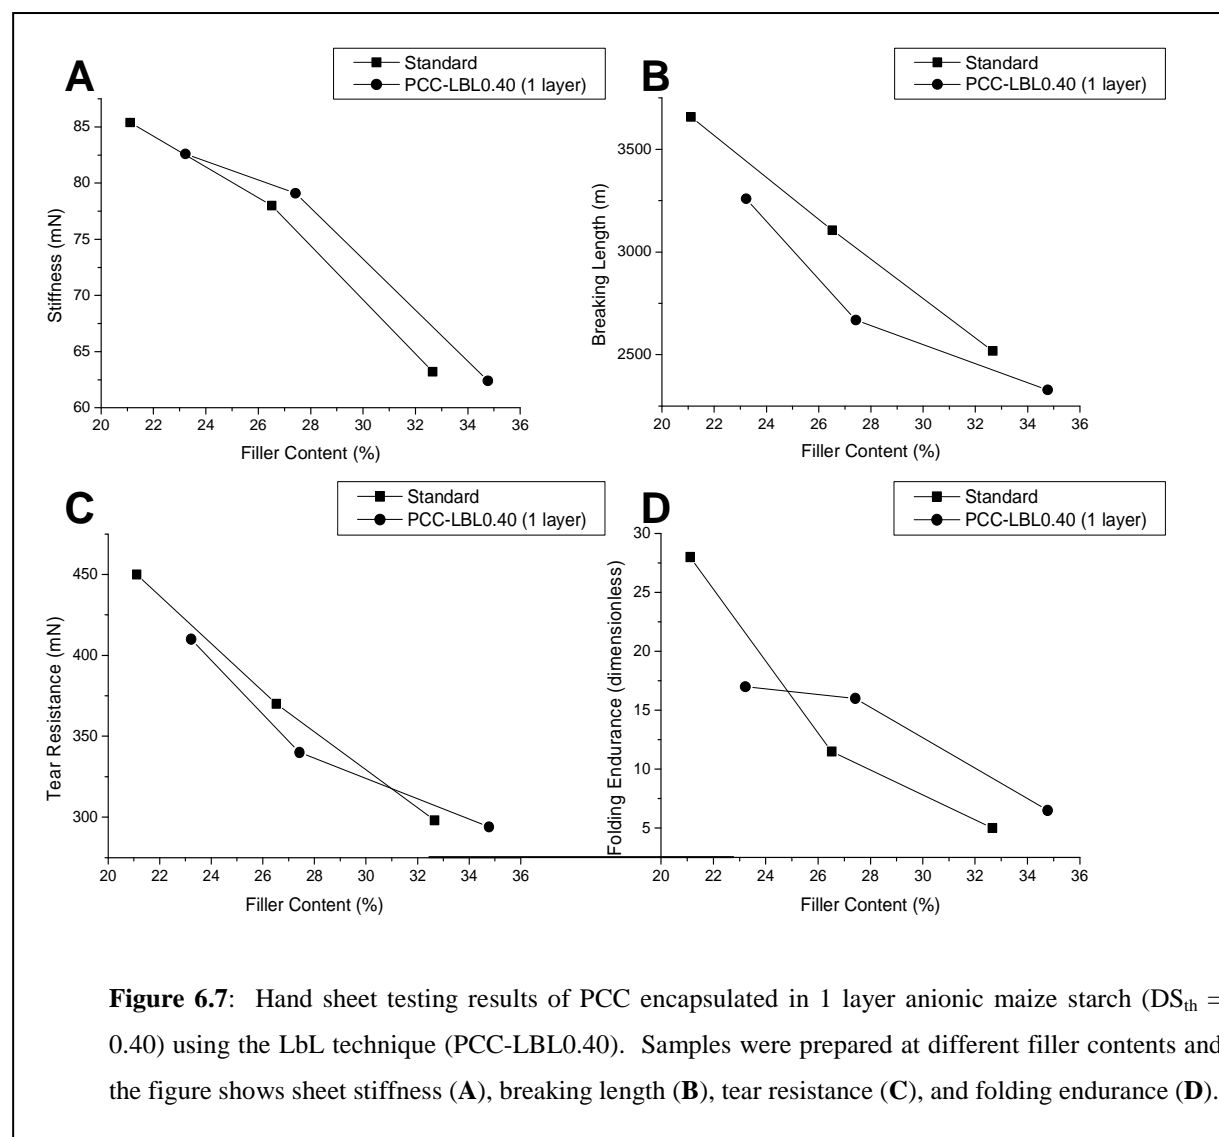 A
Standard
PCC-LBL0.40 (1 layer)
85
80
75
70
65
60
Stiffness (mN)
20 22 24 26 28 30 32 34 36
Filler Content (%)
B
Standard
PCC-LBL0.40 (1 layer)
3500
3000
2500
Breaking Length (m)
20 22 24 26 28 30 32 34 36
Filler Content (%)
C
Standard
PCC-LBL0.40 (1 layer)
450
400
350
300
Tear Resistance (mN)
20 22 24 26 28 30 32 34 36
Filler Content (%)
D
Standard
PCC-LBL0.40 (1 layer)
30
25
20
15
10
5
Folding Endurance (dimensionless)
20 22 24 26 28 30 32 34 36
Filler Content (%)
Figure 6.7: Hand sheet testing results of PCC encapsulated in 1 layer anionic maize starch (DSth =
0.40) using the LbL technique (PCC-LBL0.40). Samples were prepared at different filler contents and
the figure shows sheet stiffness (A), breaking length (B), tear resistance (C), and folding endurance (D).